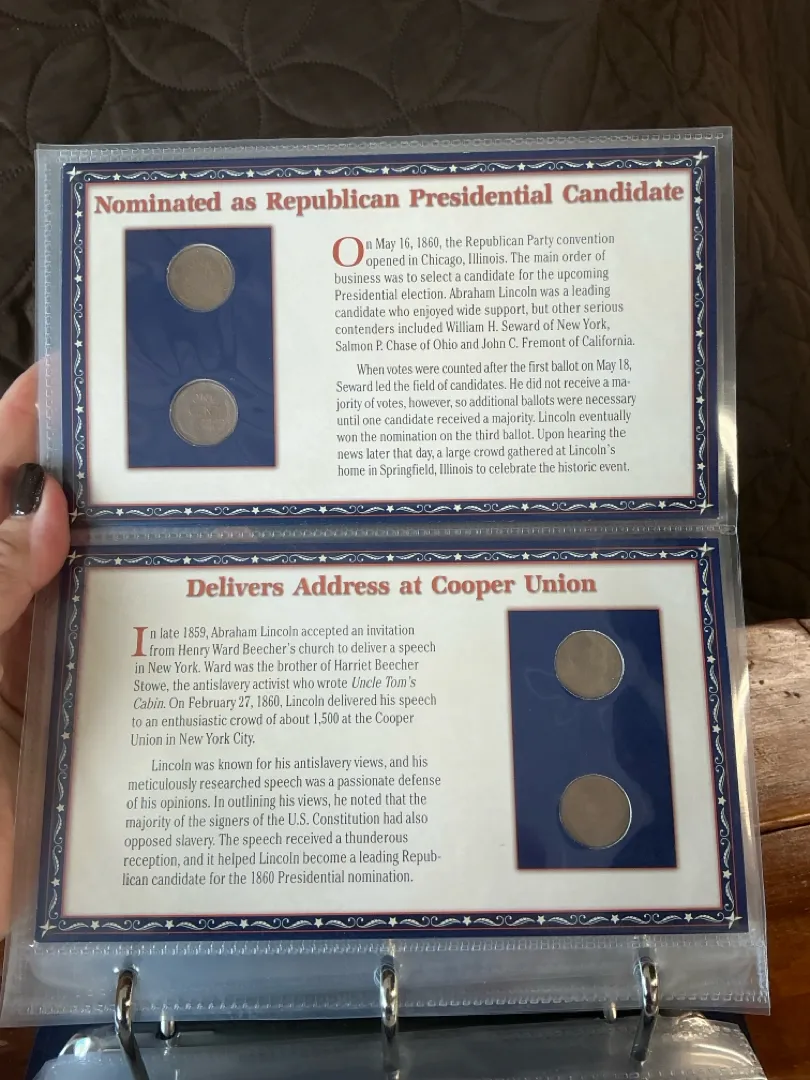 Nominated as Republican Presidential Candidate
On May 16, 1860, the Republican Party convention
opened in Chicago, Illinois. The main order of
business was to select a candidate for the upcoming
Presidential election. Abraham Lincoln was a leading
candidate who enjoyed wide support, but other serious
contenders included William H. Seward of New York,
Salmon P. Chase of Ohio and John C. Fremont of California.
When votes were counted after the first ballot on May 18,
Seward led the field of candidates. He did not receive a ma-
jority of votes, however, so additional ballots were necessary
until one candidate received a majority. Lincoln eventually
won the nomination on the third ballot. Upon hearing the
news later that day, a large crowd gathered at Lincoln's
home in Springfield, Illinois to celebrate the historic event.
Delivers Address at Cooper Union
In late 1859, Abraham Lincoln accepted an invitation
from Henry Ward Beecher's church to deliver a speech
in New York. Ward was the brother of Harriet Beecher
Stowe, the antislavery activist who wrote Uncle Tom's
Cabin. On February 27, 1860, Lincoln delivered his speech
to an enthusiastic crowd of about 1,500 at the Cooper
Union in New York City.
Lincoln was known for his antislavery views, and his
meticulously researched speech was a passionate defense
of his opinions. In outlining his views, he noted that the
majority of the signers of the U.S. Constitution had also
opposed slavery. The speech received a thunderous
reception, and it helped Lincoln become a leading Repub-
lican candidate for the 1860 Presidential nomination.